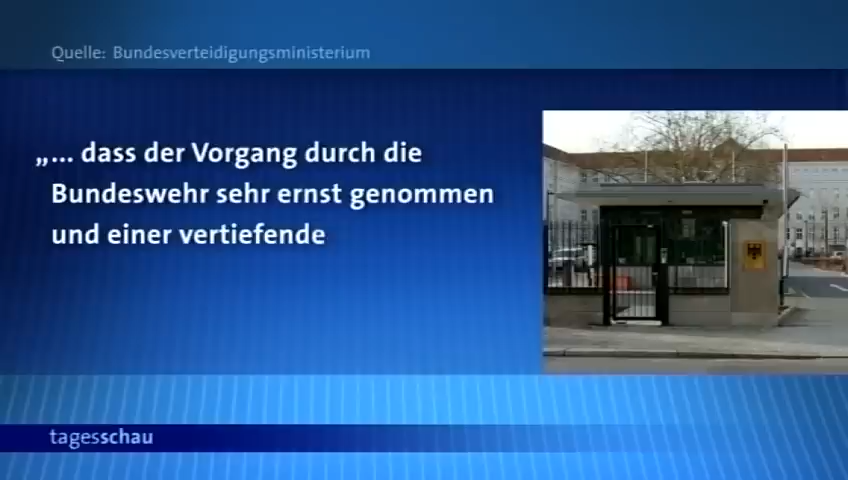 Quelle: Bundesverteidigungsministerium
„... dass der Vorgang durch die
Bundeswehr sehr ernst genommen
und einer vertiefende
tagesschau